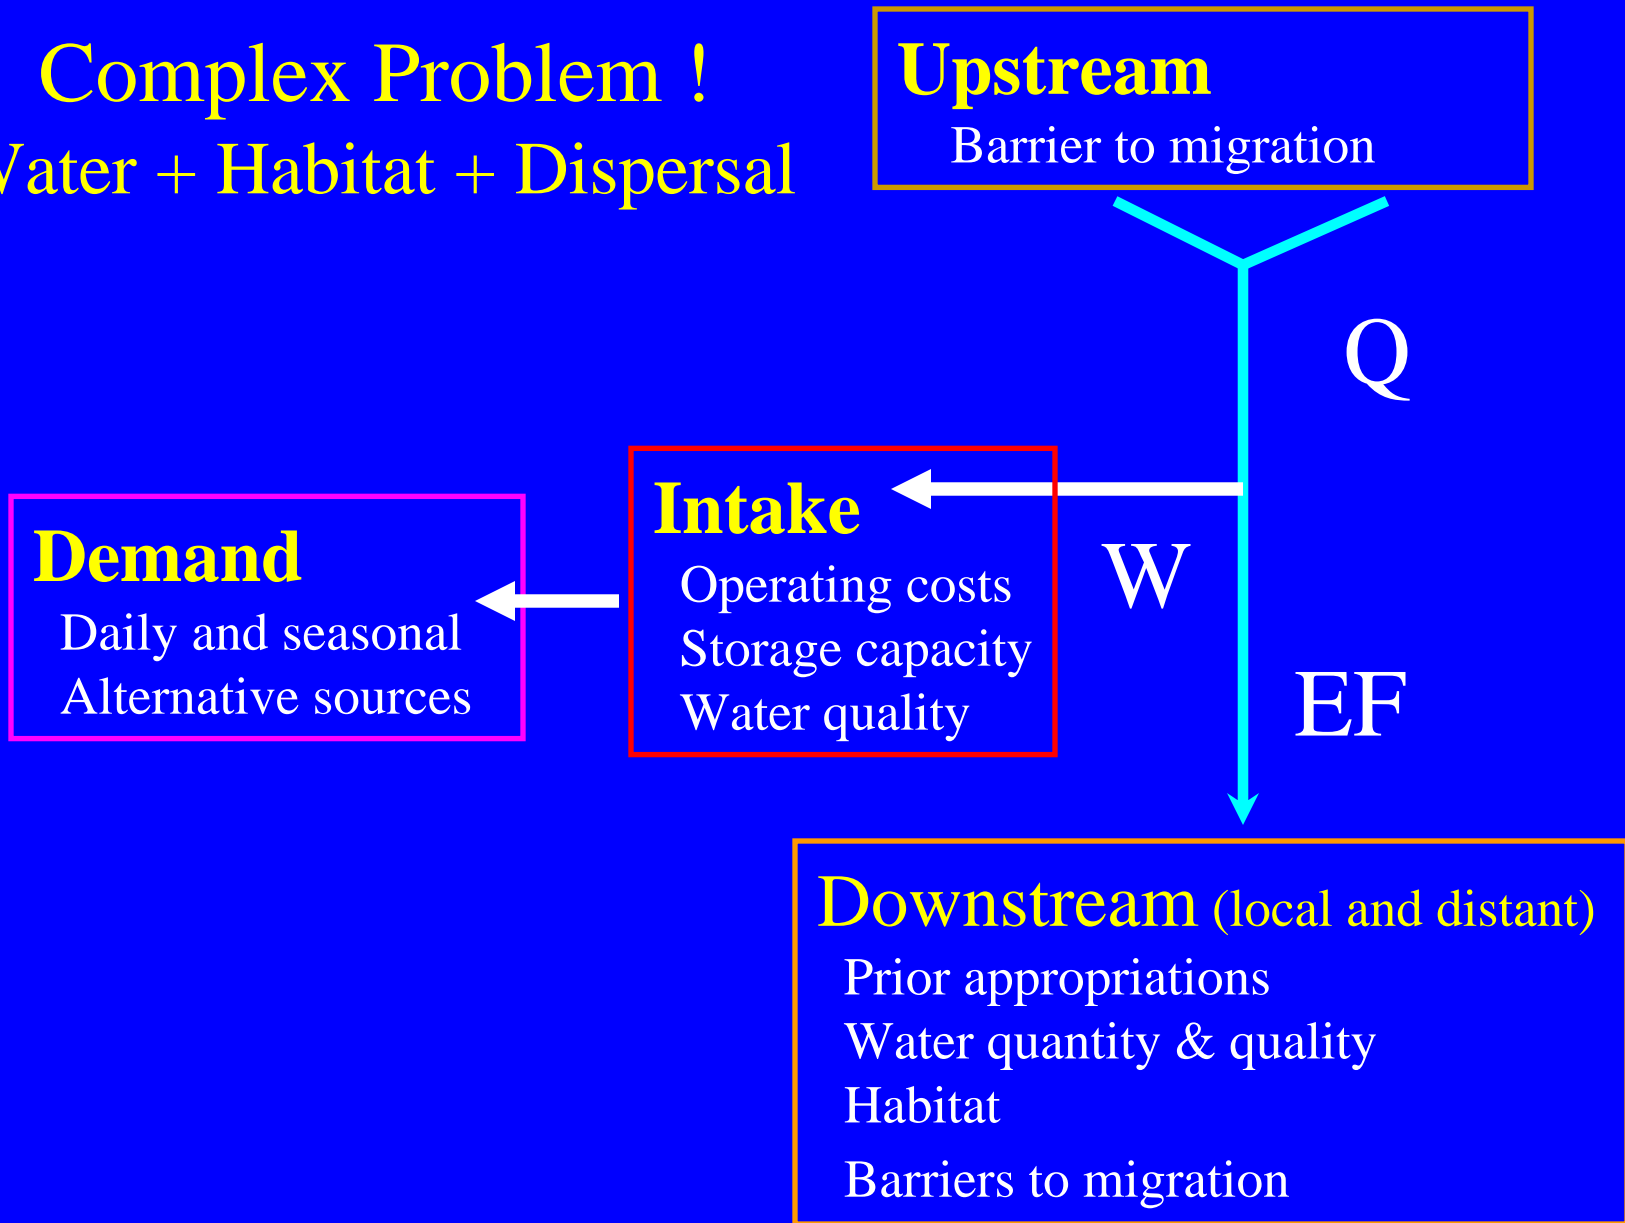 Complex Problem !
Water + Habitat + Dispersal
Upstream
Barrier to migration
Q
Intake
Operating costs
Storage capacity
Water quality
W
Demand
Daily and seasonal
Alternative sources
EF
Downstream (local and distant)
Prior appropriations
Water quantity & quality
Habitat
Barriers to migration